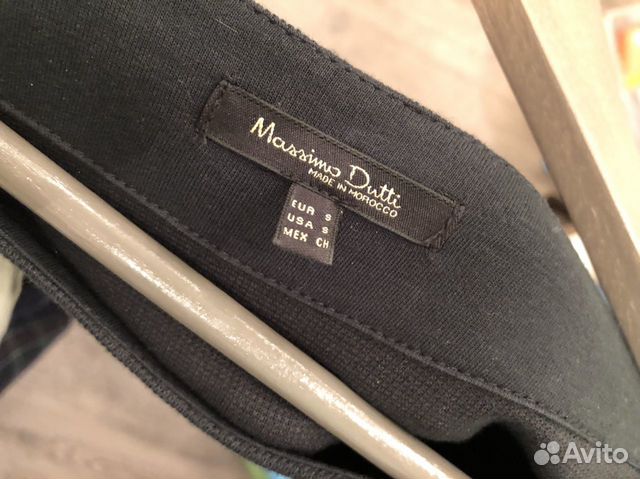 Massimo Dutti
MADE IN MOROCCO
EUR S
USA S
MEX CH
Avito